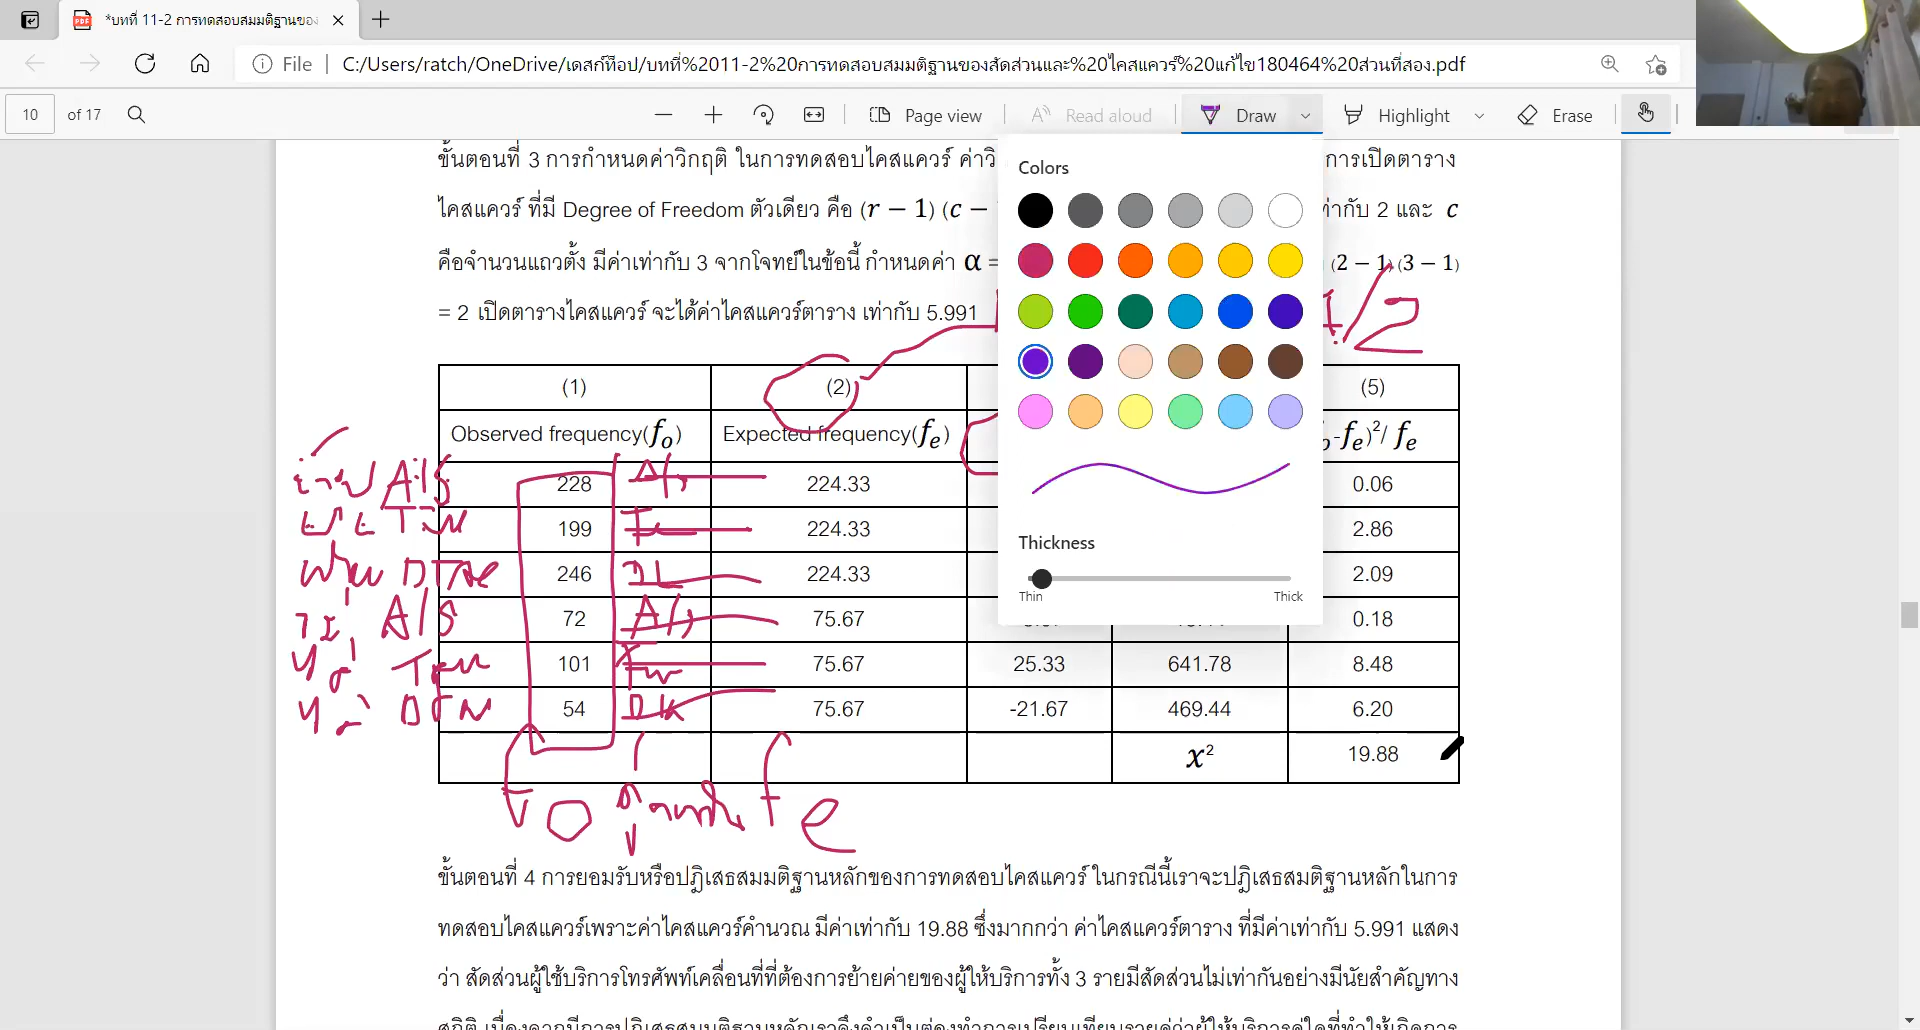 *บทที่ 11-2 การทดสอบสมมติฐานของ
File
C:/Users/ratch/OneDrive/เดสก์ท็อป/บทที่%2011-2%20การทดสอบสมมติฐานของสัดส่วนและ%20ไคสแควร์%20แก้ไข180464%20ส่วนที่สอง.pdf
10 of 17
Page view
Read aloud
Draw
Highlight
Erase
Colors
Thickness
Thin Thick
ขั้นตอนที่ 3 การกำหนดค่าวิกฤติ ในการทดสอบไคสแควร์ การเปิดตาราง
ไคสแควร์ ที่มี Degree of Freedom ตัวเดียว คือ (r − 1) (c − ท่ากับ 2 และ c
คือจำนวนแถวตั้ง มีค่าเท่ากับ 3 จากโจทย์ในข้อนี้ กำหนดค่า α = (2 − 1) (3 − 1)
= 2 เปิดตารางไคสแควร์ จะได้ค่าไคสแควร์ตาราง เท่ากับ 5.991
1/2
(1) (2) (5)
Observed frequency(fo) Expected frequency(fe) -fe)²/ fe
AIS 228 224.33 0.06
199 224.33 2.86
246 224.33 2.09
AIS 72 75.67 0.18
101 75.67 25.33 641.78 8.48
54 75.67 -21.67 469.44 6.20
x² 19.88
fo fe
ขั้นตอนที่ 4 การยอมรับหรือปฏิเสธสมมติฐานหลักของการทดสอบไคสแควร์ ในกรณีนี้เราจะปฏิเสธสมติฐานหลักในการ
ทดสอบไคสแควร์เพราะค่าไคสแควร์คำนวณ มีค่าเท่ากับ 19.88 ซึ่งมากกว่า ค่าไคสแควร์ตาราง ที่มีค่าเท่ากับ 5.991 แสดง
ว่า สัดส่วนผู้ใช้บริการโทรศัพท์เคลื่อนที่ที่ต้องการย้ายค่ายของผู้ให้บริการทั้ง 3 รายมีสัดส่วนไม่เท่ากันอย่างมีนัยสำคัญทาง